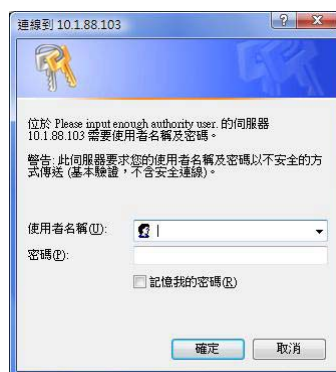 連線到 10.1.88.103
位於 Please input enough authority user. 的伺服器
10.1.88.103 需要使用者名稱及密碼。
警告: 此伺服器要求您的使用者名稱及密碼以不安全的方
式傳送 (基本驗證，不含安全連線)。
使用者名稱(U):
密碼(P):
記憶我的密碼(R)
確定 取消